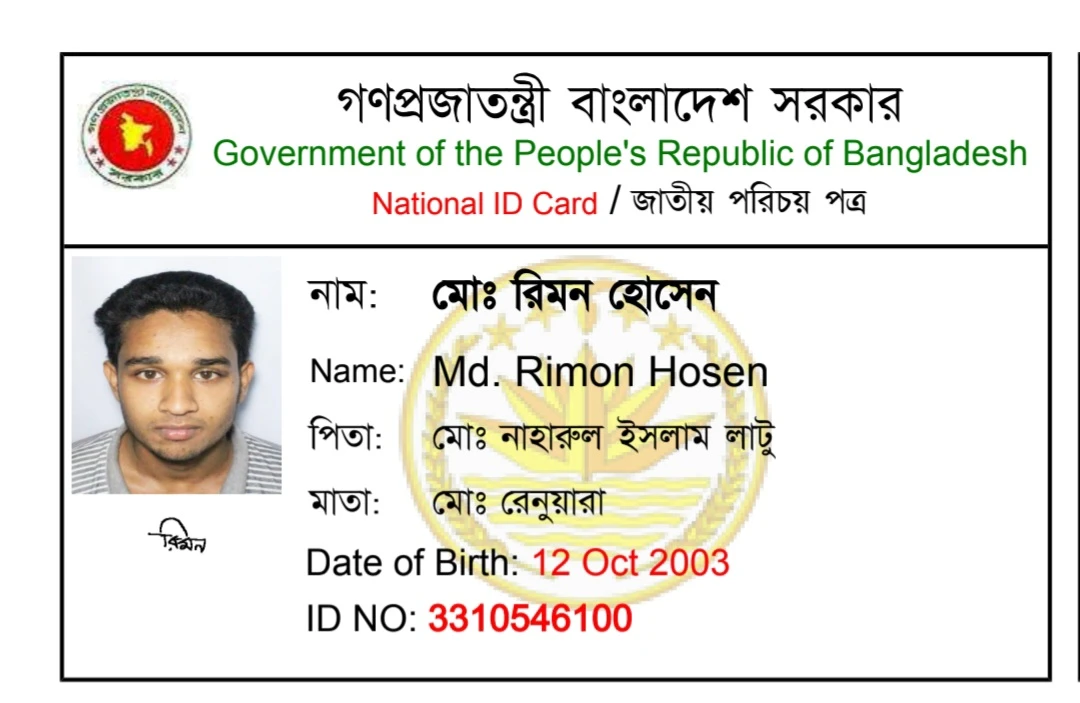 গণপ্রজাতন্ত্রী বাংলাদেশ সরকার
Government of the People's Republic of Bangladesh
National ID Card / জাতীয় পরিচয় পত্র
নাম: মোঃ রিমন হোসেন
Name: Md. Rimon Hosen
পিতা: মোঃ নাহারুল ইসলাম লাটু
মাতা: মোঃ রেনুয়ারা
রিমন
Date of Birth: 12 Oct 2003
ID NO: 3310546100